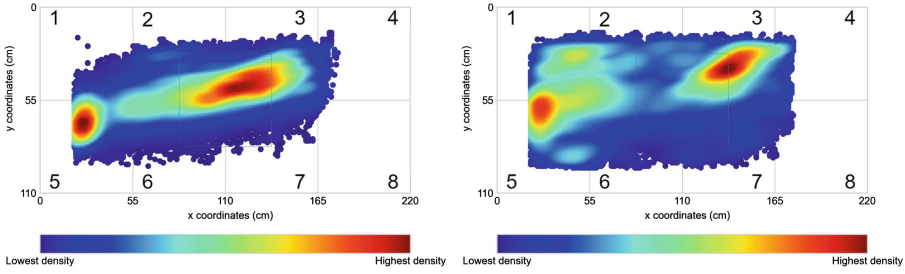 0
1 2 3 4
y coordinates (cm)
55
5 6 7 8
110
0 55 110 165 220
x coordinates (cm)
Lowest density Highest density
0
1 2 3 4
y coordinates (cm)
55
5 6 7 8
110
0 55 110 165 220
x coordinates (cm)
Lowest density Highest density